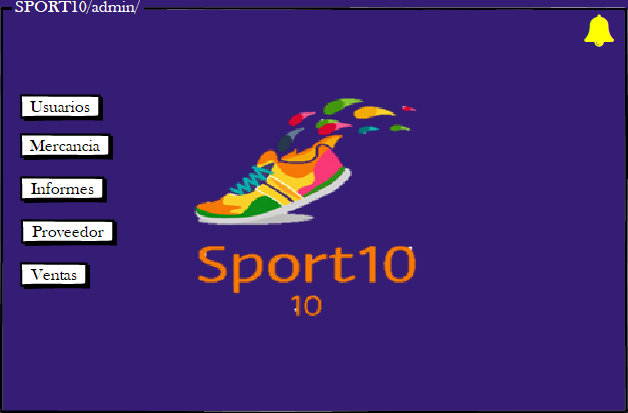 SPORT10/admin/
Usuarios
Mercancia
Informes
Proveedor
Ventas
Sport10
10